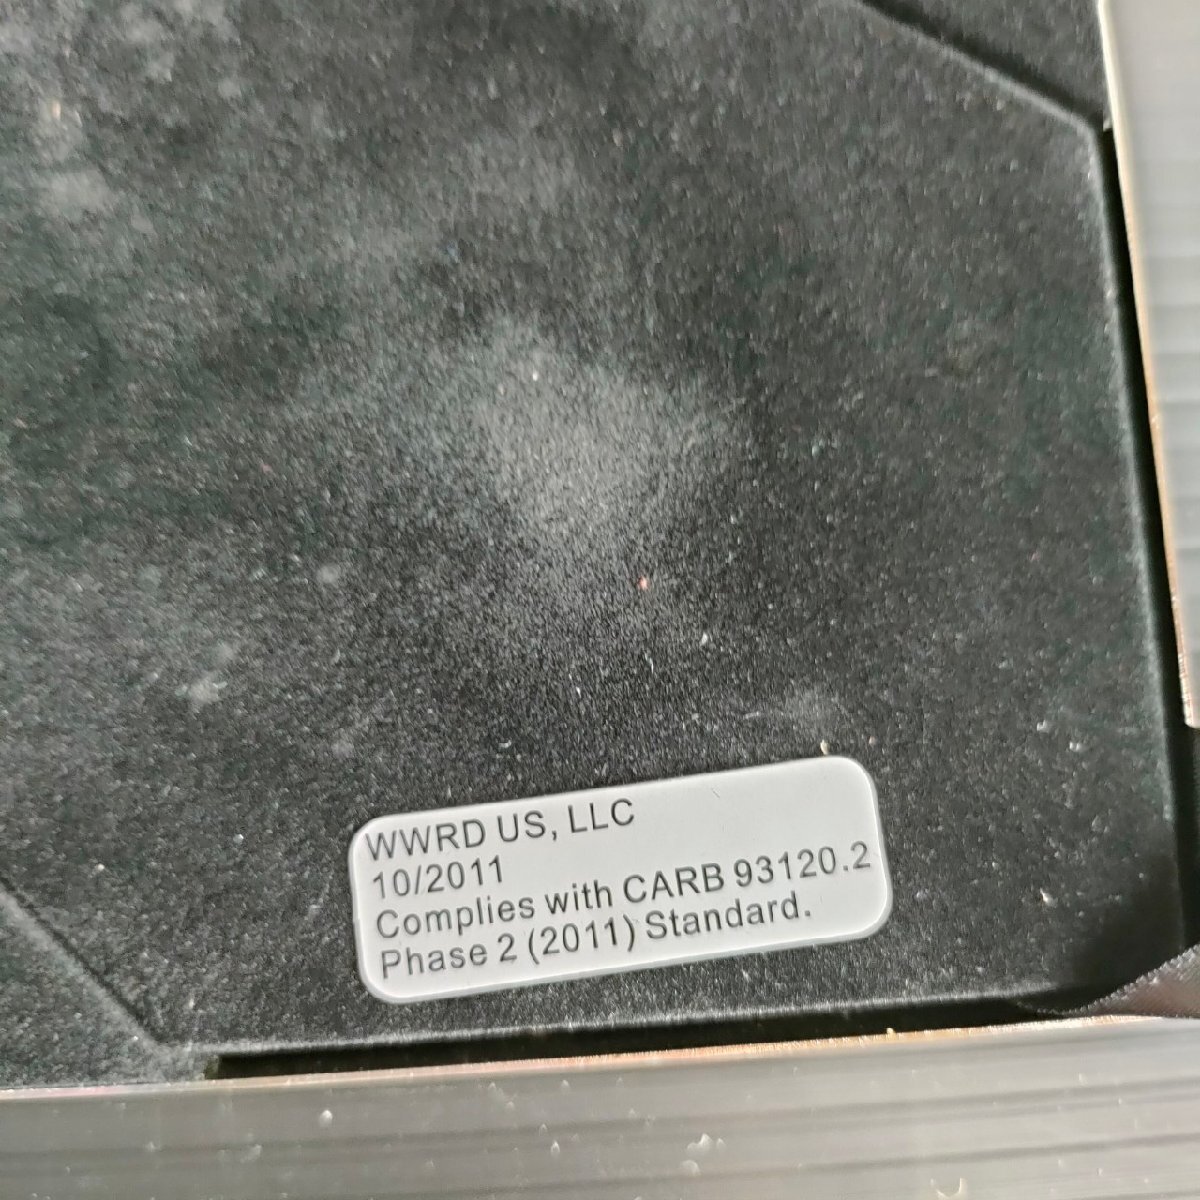 WWRD US, LLC
10/2011
Complies with CARB 93120.2
Phase 2 (2011) Standard.